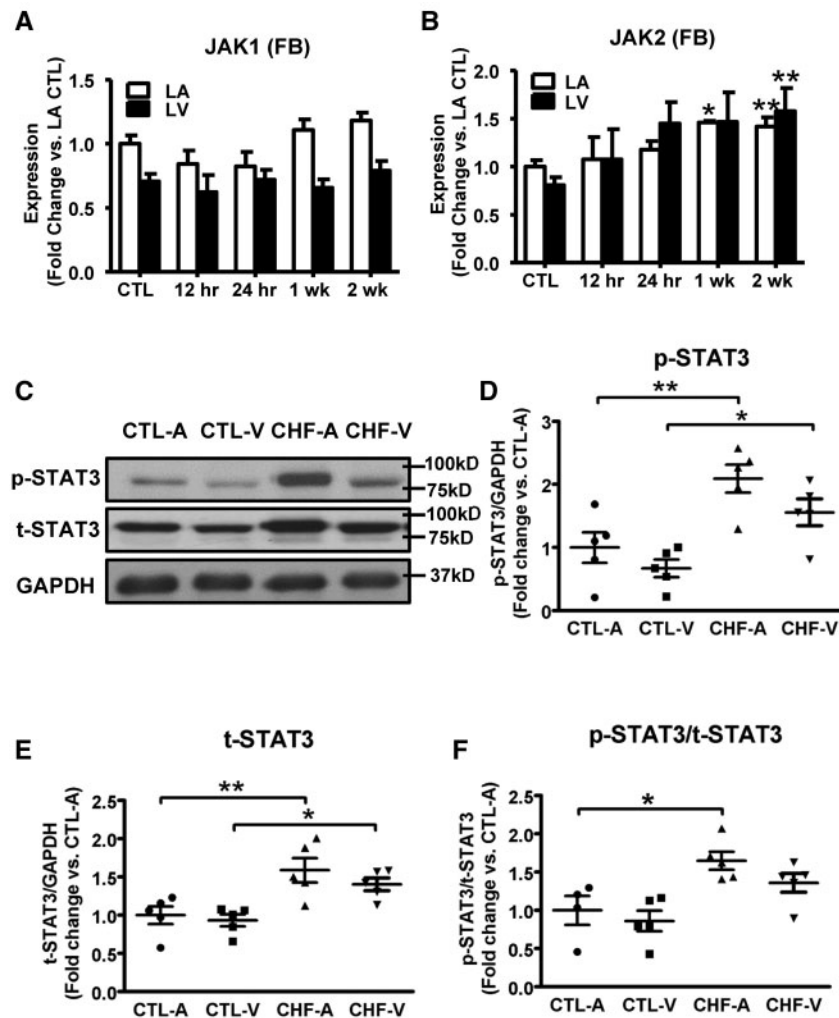 A
JAK1 (FB)
Expression
(Fold Change vs. LA CTL)
1.5
1.0
0.5
0.0
LA
LV
CTL 12 hr 24 hr 1 wk 2 wk
B
JAK2 (FB)
Expression
(Fold Change vs. LA CTL)
2.0
1.5
1.0
0.5
0.0
LA
LV
*
**
**
CTL 12 hr 24 hr 1 wk 2 wk
C
CTL-A CTL-V CHF-A CHF-V
p-STAT3
100kD
75kD
t-STAT3
100kD
75kD
GAPDH
37kD
D
p-STAT3
**
*
p-STAT3/GAPDH
(Fold change vs. CTL-A)
3
2
1
0
CTL-A CTL-V CHF-A CHF-V
E
t-STAT3
**
*
t-STAT3/GAPDH
(Fold change vs. CTL-A)
2.5
2.0
1.5
1.0
0.5
0.0
CTL-A CTL-V CHF-A CHF-V
F
p-STAT3/t-STAT3
*
p-STAT3/t-STAT3
(Fold change vs. CTL-A)
2.5
2.0
1.5
1.0
0.5
0.0
CTL-A CTL-V CHF-A CHF-V